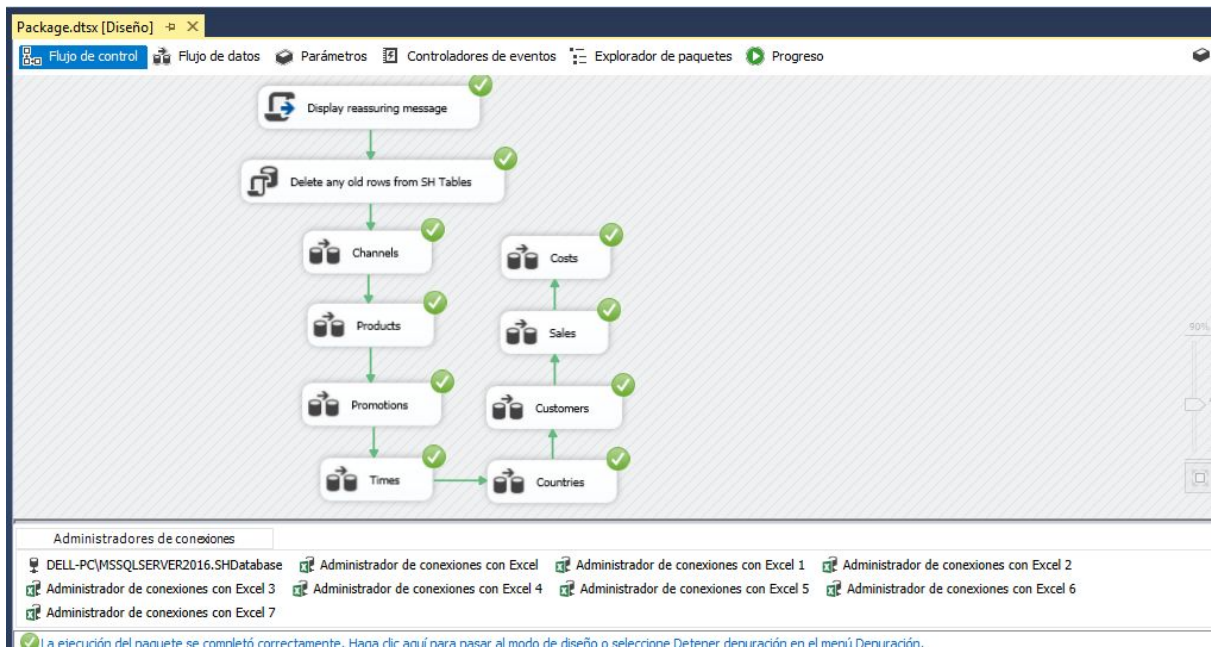 Package.dtsx [Diseño]
Flujo de control Flujo de datos Parámetros Controladores de eventos Explorador de paquetes Progreso
Display reassuring message
Delete any old rows from SH Tables
Channels
Costs
Products
Sales
Promotions
Customers
Times
Countries
90%
Administradores de conexiones
DELL-PC\MSSQLSERVER2016.SHDatabase Administrador de conexiones con Excel Administrador de conexiones con Excel 1 Administrador de conexiones con Excel 2
Administrador de conexiones con Excel 3 Administrador de conexiones con Excel 4 Administrador de conexiones con Excel 5 Administrador de conexiones con Excel 6
Administrador de conexiones con Excel 7
La ejecución del paquete se completó correctamente. Haga clic aquí para pasar al modo de diseño o seleccione Detener depuración en el menú Depuración.